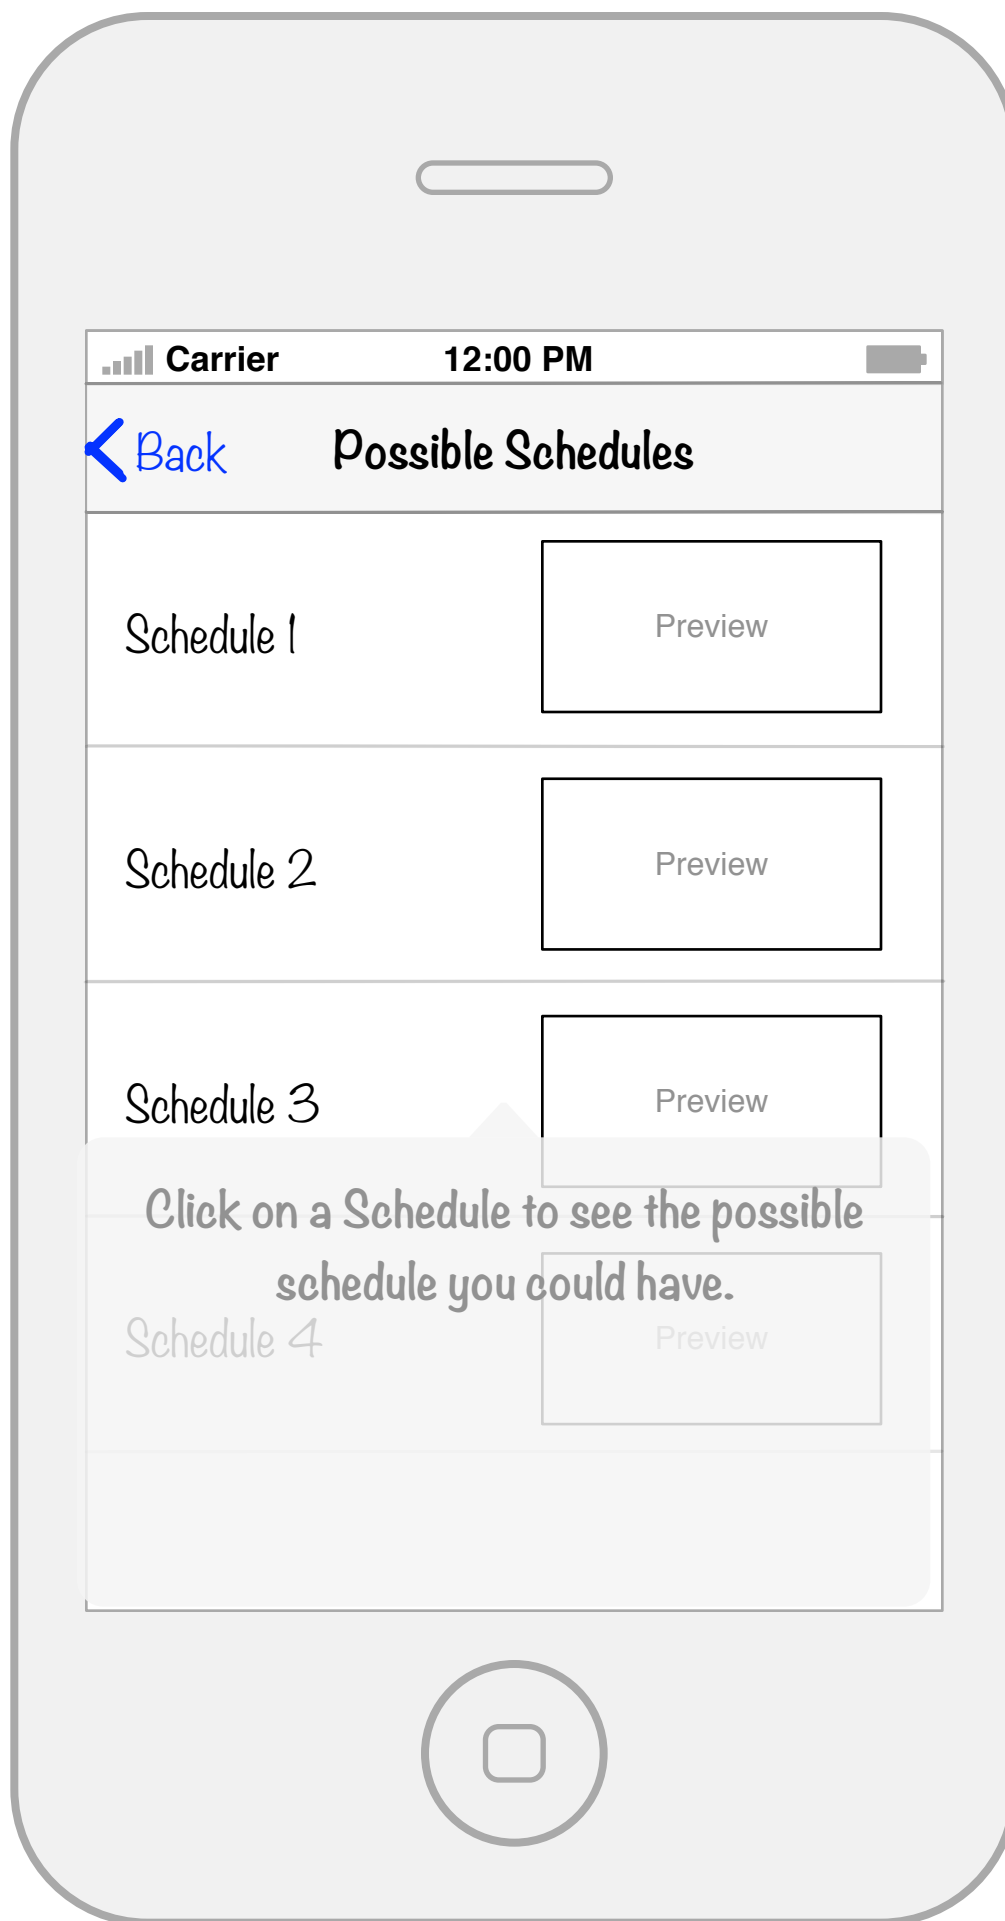 Carrier 12:00 PM
Back Possible Schedules
Schedule 1 Preview
Schedule 2 Preview
Schedule 3 Preview
Click on a Schedule to see the possible
schedule you could have.
Schedule 4 Preview